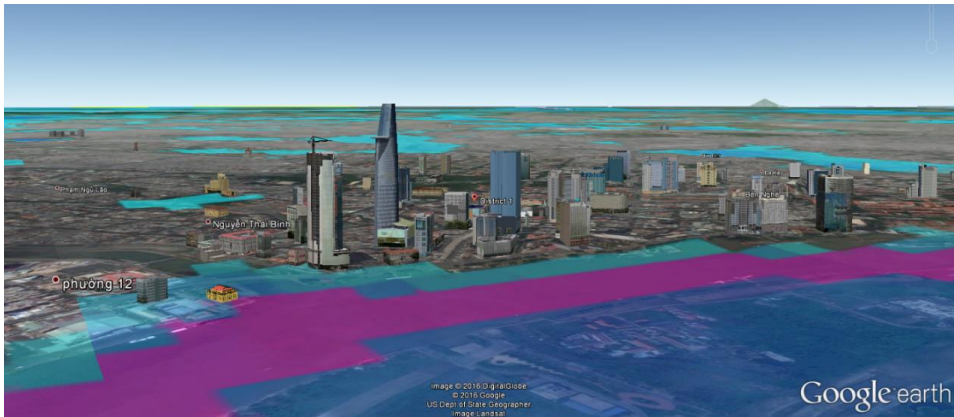 Phạm Ngũ Lão
Nguyễn Thái Bình
District 1
Bến Nghé
phường 12
Image © 2016 DigitalGlobe
© 2016 Google
US Dept of State Geographer
Image Landsat
Google earth